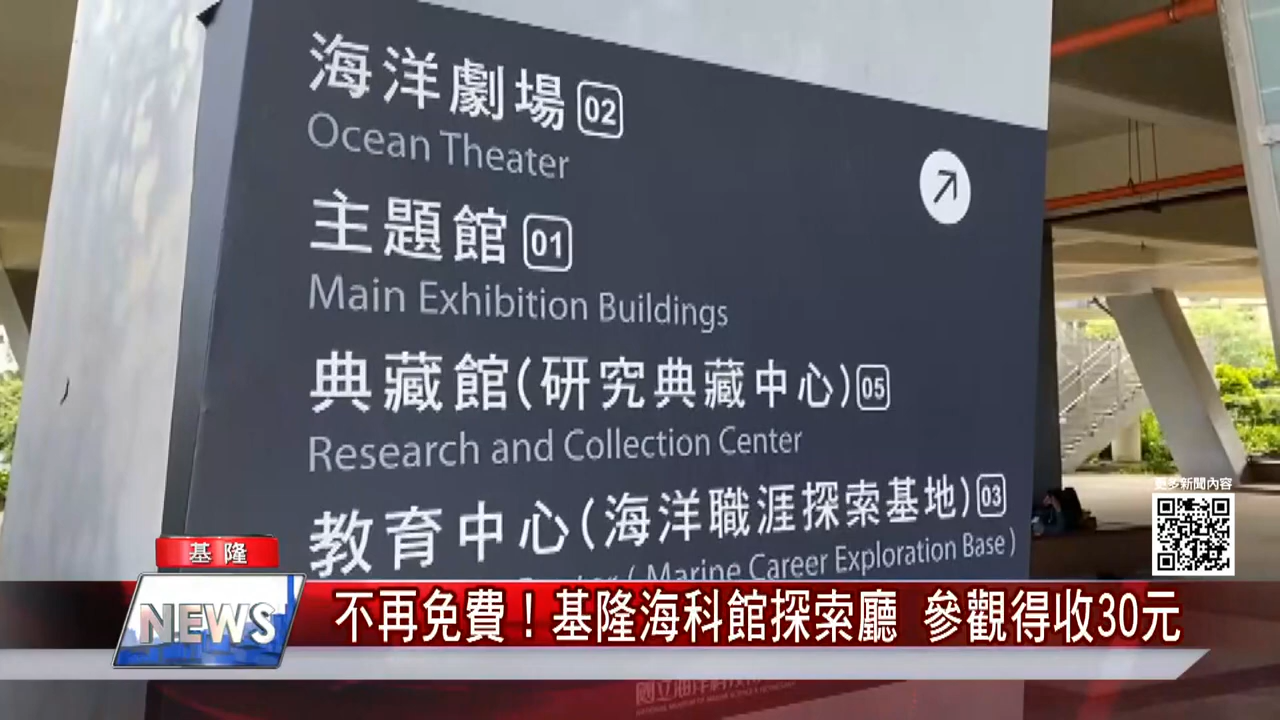 海洋劇場 02
Ocean Theater
主題館 01
Main Exhibition Buildings
典藏館(研究典藏中心) 05
Research and Collection Center
教育中心(海洋職涯探索基地) 03
( Marine Career Exploration Base )
更多新聞內容
基隆
NEWS
不再免費！基隆海科館探索廳 參觀得收30元